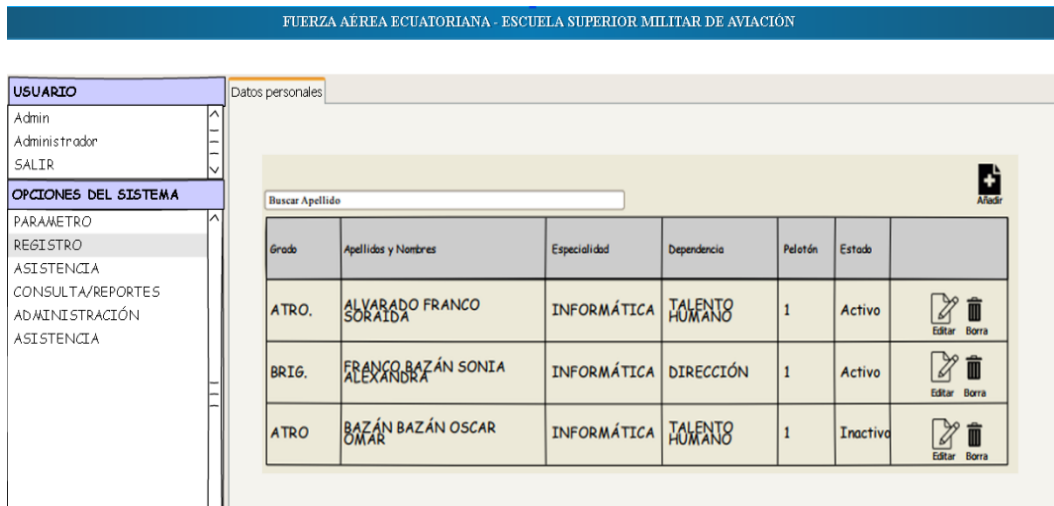 FUERZA AÉREA ECUATORIANA - ESCUELA SUPERIOR MILITAR DE AVIACIÓN
USUARIO
Admin
Administrador
SALIR
OPCIONES DEL SISTEMA
PARAMETRO
REGISTRO
ASISTENCIA
CONSULTA/REPORTES
ADMINISTRACIÓN
ASISTENCIA
Datos personales
Añadir
Buscar Apellido
Grado Apellidos y Nombres Especialidad Dependencia Pelotón Estado
ATRO. ALVARADO FRANCO SORAIDA INFORMÁTICA TALENTO HUMANO 1 Activo Editar Borra
BRIG. FRANCO BAZÁN SONIA ALEXANDRA INFORMÁTICA DIRECCIÓN 1 Activo Editar Borra
ATRO BAZÁN BAZÁN OSCAR OMAR INFORMÁTICA TALENTO HUMANO 1 Inactivo Editar Borra